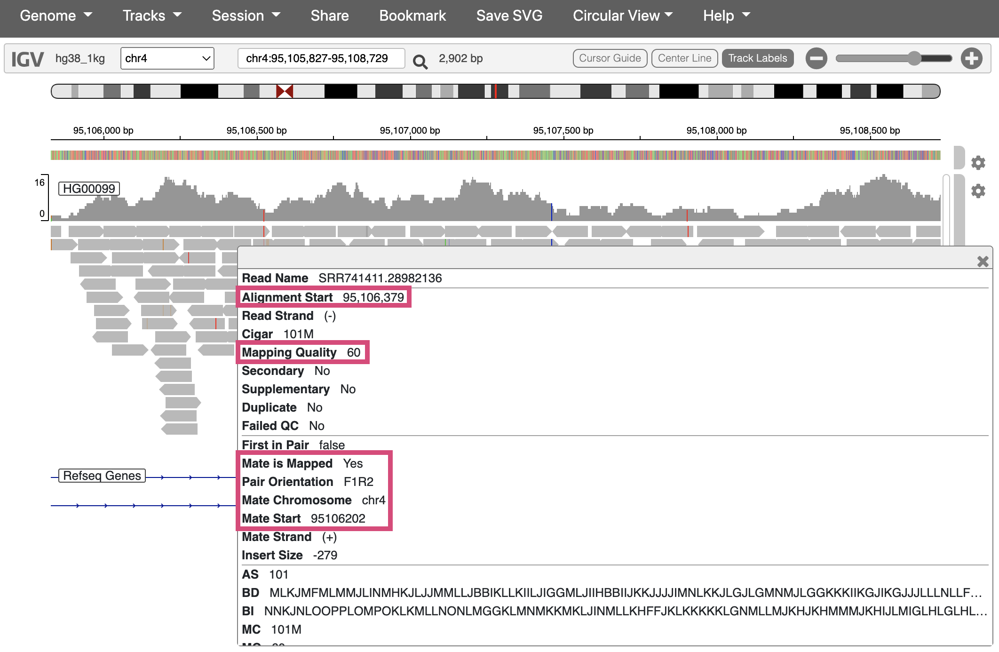 Genome Tracks Session Share Bookmark Save SVG Circular View Help
IGV hg38_1kg chr4 chr4:95,105,827-95,108,729 2,902 bp Cursor Guide Center Line Track Labels
95,106,000 bp 95,106,500 bp 95,107,000 bp 95,107,500 bp 95,108,000 bp 95,108,500 bp
16
HG00099
0
Read Name SRR741411.28982136
Alignment Start 95,106,379
Read Strand (-)
Cigar 101M
Mapping Quality 60
Secondary No
Supplementary No
Duplicate No
Failed QC No
First in Pair false
Mate is Mapped Yes
Refseq Genes
Pair Orientation F1R2
Mate Chromosome chr4
Mate Start 95106202
Mate Strand (+)
Insert Size -279
AS 101
BD MLKJMFMLMMJLINMHKJLJJMMLLJBBIKLLKIILJIGGMLJIIHBBIIJKKJJJJIMNLKKJLGJLGMNMJLGGKKKIIKGJIKGJJJLLLNLLF...
BI NNKJNLOOPPLOMPOKLKMLLNONLMGGKLMNMKKMKLJINMLLKHFFJKLKKKKKLGNMLLMJKHJKHMMMJKHIJLMIGLHLGLHL...
MC 101M